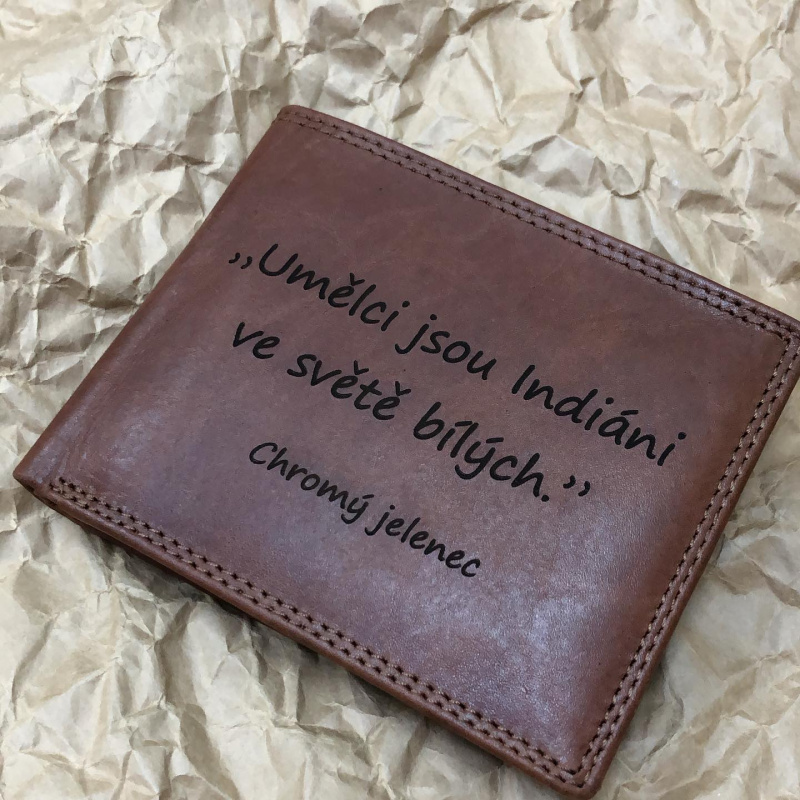 „Umělci jsou Indiáni
ve světě bílých.”
Chromý jelenec